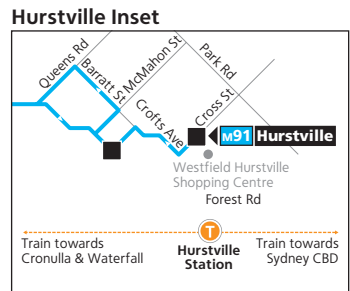 Hurstville Inset
Queens Rd
Barratt St
McMahon St
Park Rd
Crofts Ave
Cross St
M91 Hurstville
Westfield Hurstville
Shopping Centre
Forest Rd
T
Train towards
Cronulla & Waterfall
Hurstville
Station
Train towards
Sydney CBD